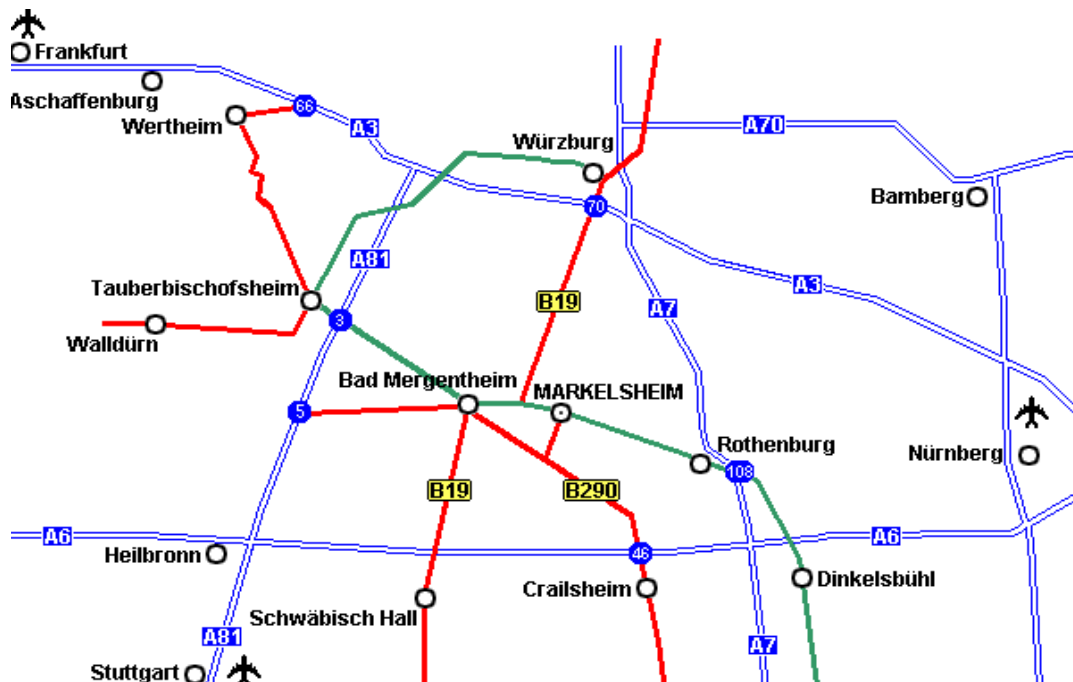 Frankfurt
Aschaffenburg
66
Wertheim
A3
Würzburg
A70
Bamberg
70
A81
Tauberbischofsheim
A3
B19
A7
3
Walldürn
Bad Mergentheim
MARKELSHEIM
5
Rothenburg
Nürnberg
108
B19
B290
A6
A6
Heilbronn
46
Crailsheim
Dinkelsbühl
Schwäbisch Hall
A81
A7
Stuttgart